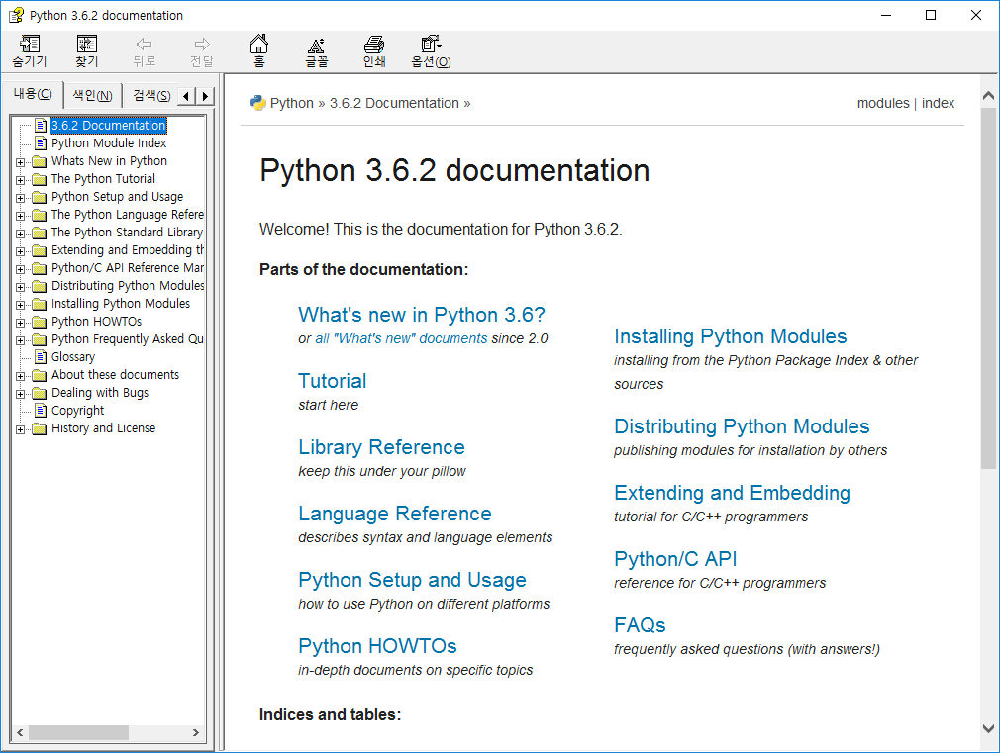 Python 3.6.2 documentation
숨기기 찾기 뒤로 전달 홈 글꼴 인쇄 옵션(O)
내용(C) 색인(N) 검색(S)
3.6.2 Documentation
Python Module Index
Whats New in Python
The Python Tutorial
Python Setup and Usage
The Python Language Refere
The Python Standard Library
Extending and Embedding th
Python/C API Reference Mar
Distributing Python Modules
Installing Python Modules
Python HOWTOs
Python Frequently Asked Qu
Glossary
About these documents
Dealing with Bugs
Copyright
History and License
Python » 3.6.2 Documentation » modules | index
Python 3.6.2 documentation
Welcome! This is the documentation for Python 3.6.2.
Parts of the documentation:
What's new in Python 3.6?
or all "What's new" documents since 2.0
Tutorial
start here
Library Reference
keep this under your pillow
Language Reference
describes syntax and language elements
Python Setup and Usage
how to use Python on different platforms
Python HOWTOs
in-depth documents on specific topics
Installing Python Modules
installing from the Python Package Index & other
sources
Distributing Python Modules
publishing modules for installation by others
Extending and Embedding
tutorial for C/C++ programmers
Python/C API
reference for C/C++ programmers
FAQs
frequently asked questions (with answers!)
Indices and tables: